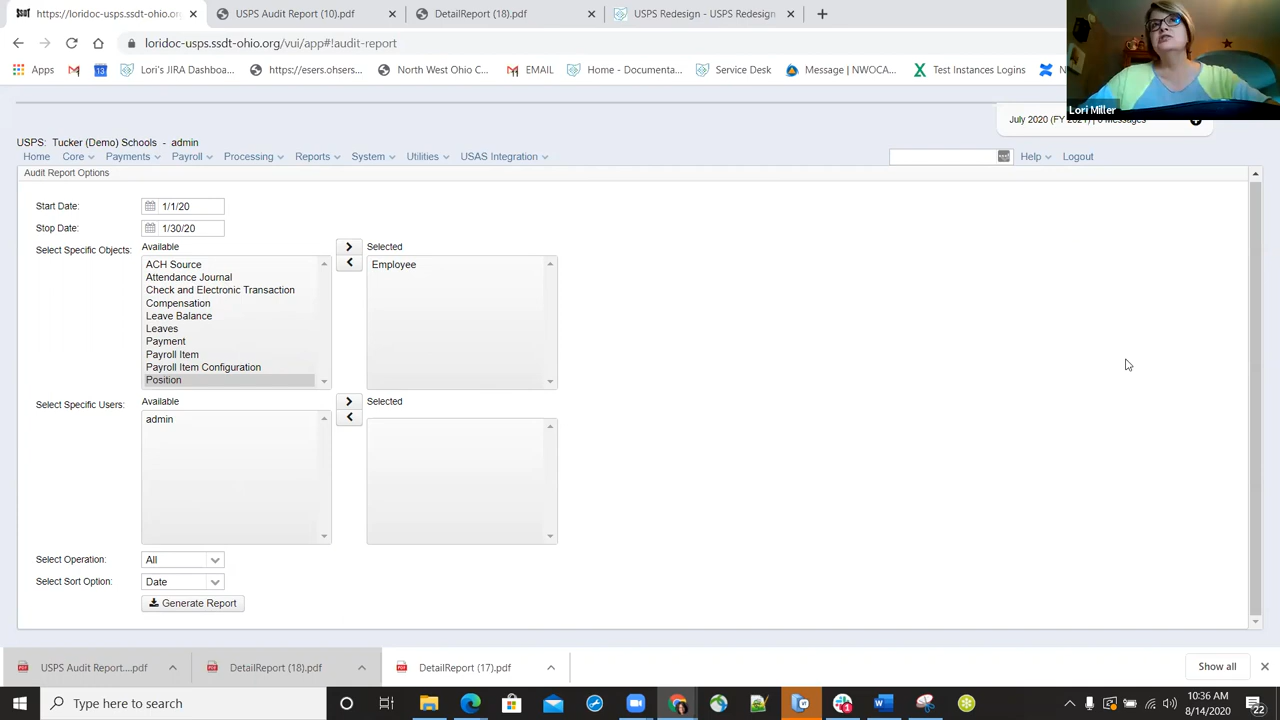 SSDT https://loridoc-usps.ssdt-ohio.org
USPS Audit Report (10).pdf
DetailReport (18).pdf
USPS Redesign - USPS Redesign
loridoc-usps.ssdt-ohio.org/vui/app#!audit-report
Apps
Lori's JIRA Dashboa...
https://esers.ohsers...
North West Ohio C...
EMAIL
Home - Documenta...
Service Desk
Message | NWOCA...
Test Instances Logins
Lori Miller
July 2020 (FY 2021) | 0 Messages
USPS: Tucker (Demo) Schools - admin
Home Core Payments Payroll Processing Reports System Utilities USAS Integration Help Logout
Audit Report Options
Start Date: 1/1/20
Stop Date: 1/30/20
Select Specific Objects: Available Selected
ACH Source
Attendance Journal
Check and Electronic Transaction
Compensation
Leave Balance
Leaves
Payment
Payroll Item
Payroll Item Configuration
Position
Employee
Select Specific Users: Available Selected
admin
Select Operation: All
Select Sort Option: Date
Generate Report
USPS Audit Report....pdf
DetailReport (18).pdf
DetailReport (17).pdf
Show all
Type here to search
10:36 AM
8/14/2020
22